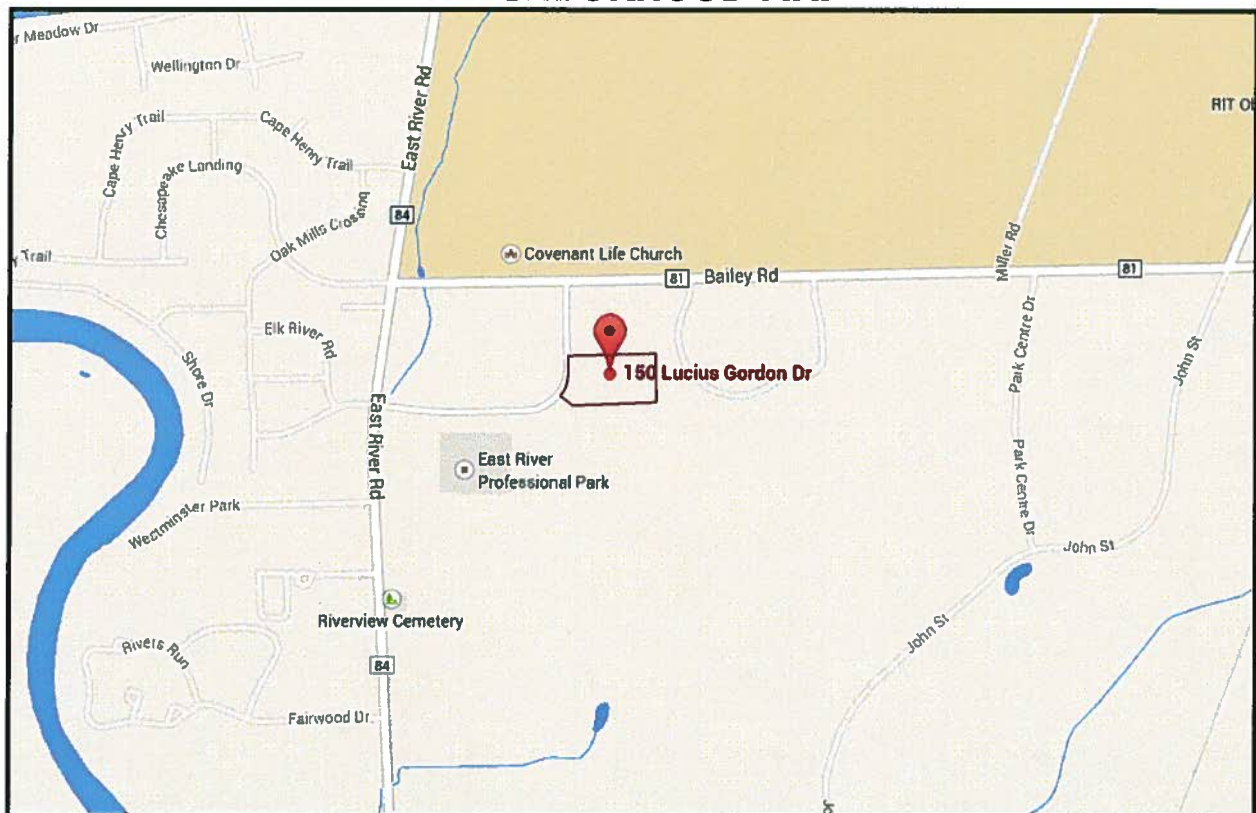 r Meadow Dr
Wellington Dr
East River Rd
RIT O
Cape Henry Trail
Cape Henry Trail
Chesapeake Landing
84
Oak Mills Crossing
Trail
Covenant Life Church
81
Bailey Rd
Miller Rd
81
Elk River Rd
Shore Dr
150 Lucius Gordon Dr
Park Centre Dr
John St
East River Rd
East River
Professional Park
Park Centre Dr
Westminster Park
John St
Riverview Cemetery
John St
Rivers Run
84
Fairwood Dr